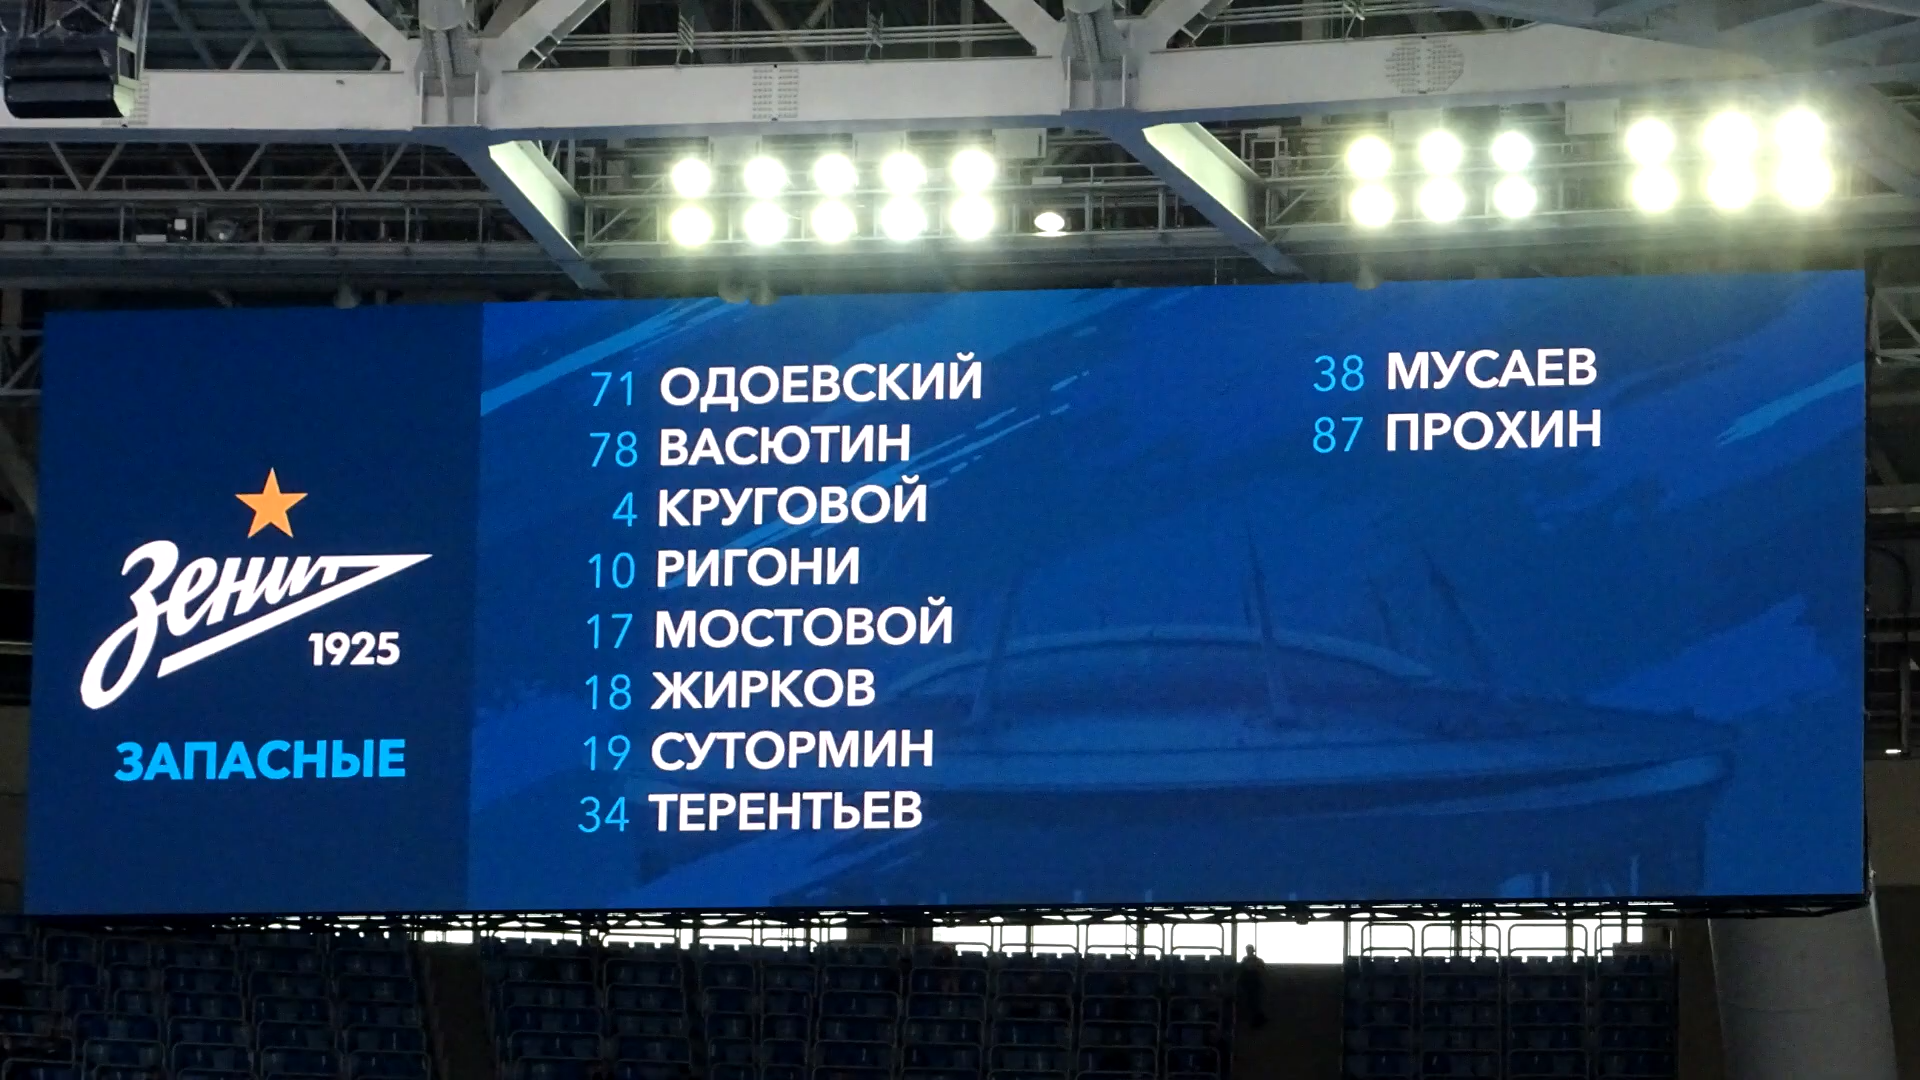 Зенит
1925
ЗАПАСНЫЕ
71 ОДОЕВСКИЙ
78 ВАСЮТИН
4 КРУГОВОЙ
10 РИГОНИ
17 МОСТОВОЙ
18 ЖИРКОВ
19 СУТОРМИН
34 ТЕРЕНТЬЕВ
38 МУСАЕВ
87 ПРОХИН